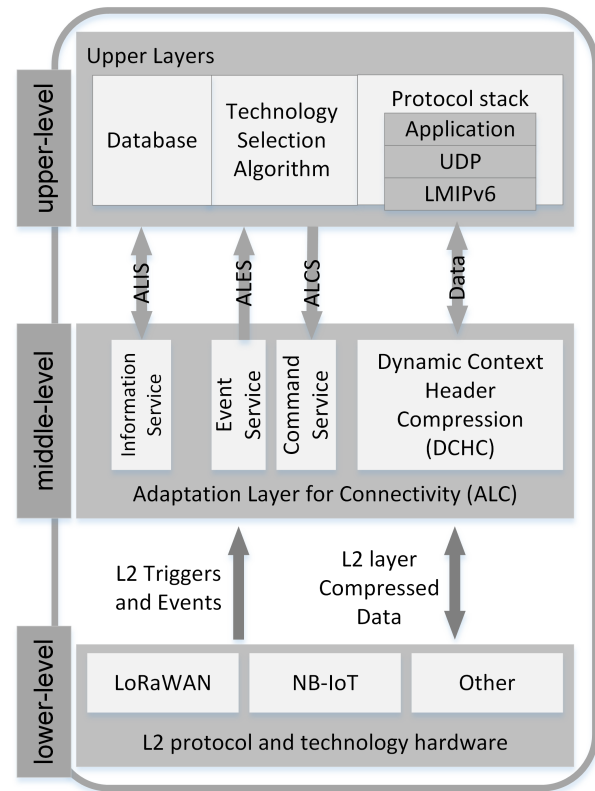 upper-level
Upper Layers
Database
Technology
Selection
Algorithm
Protocol stack
Application
UDP
LMIPv6
ALIS
ALES
ALCS
Data
middle-level
Information
Service
Event
Service
Command
Service
Dynamic Context
Header
Compression
(DCHC)
Adaptation Layer for Connectivity (ALC)
L2 Triggers
and Events
L2 layer
Compressed
Data
lower-level
LoRaWAN
NB-IoT
Other
L2 protocol and technology hardware